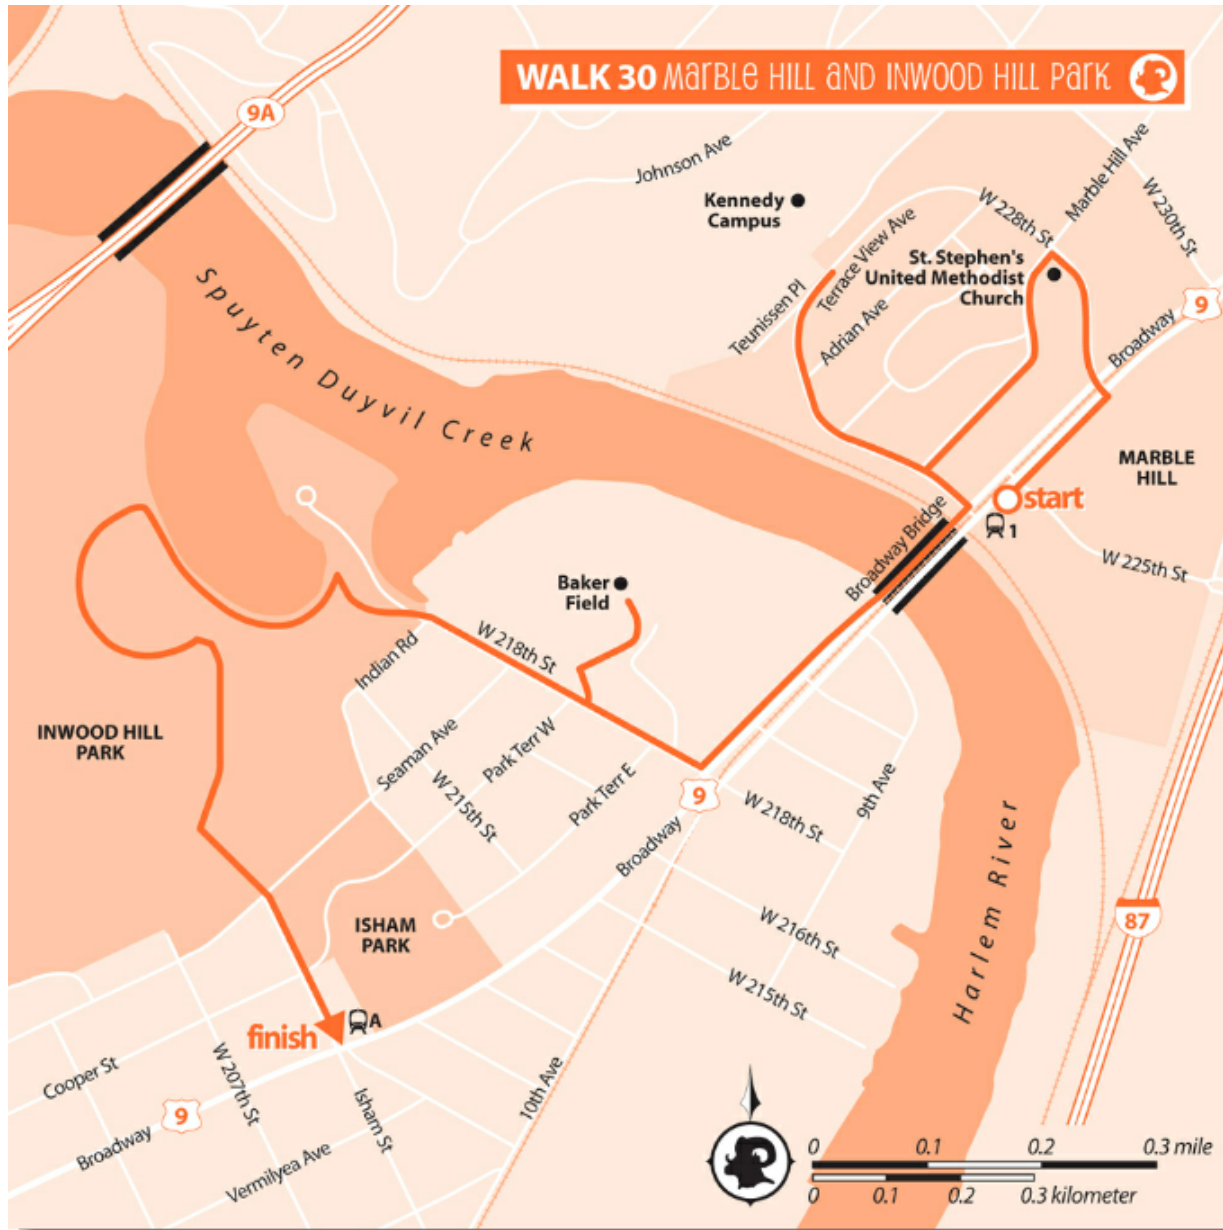 WALK 30 Marble Hill and Inwood Hill Park
9A
Johnson Ave
Kennedy
Campus
Marble Hill Ave
W 228th St
W 230th St
Terrace View Ave
St. Stephen's
United Methodist
Church
Teunissen Pl
Adrian Ave
9
Broadway
Spuyten Duyvil Creek
MARBLE
HILL
start
1
Broadway Bridge
W 225th St
Baker
Field
W 218th St
Indian Rd
INWOOD HILL
PARK
Seaman Ave
Park Terr W
W 215th St
Park Terr E
9
9th Ave
W 218th St
Broadway
Harlem River
87
ISHAM
PARK
W 216th St
W 215th St
finish
A
Cooper St
W 207th St
Isham St
10th Ave
9
Broadway
Vermilyea Ave
0 0.1 0.2 0.3 mile
0 0.1 0.2 0.3 kilometer